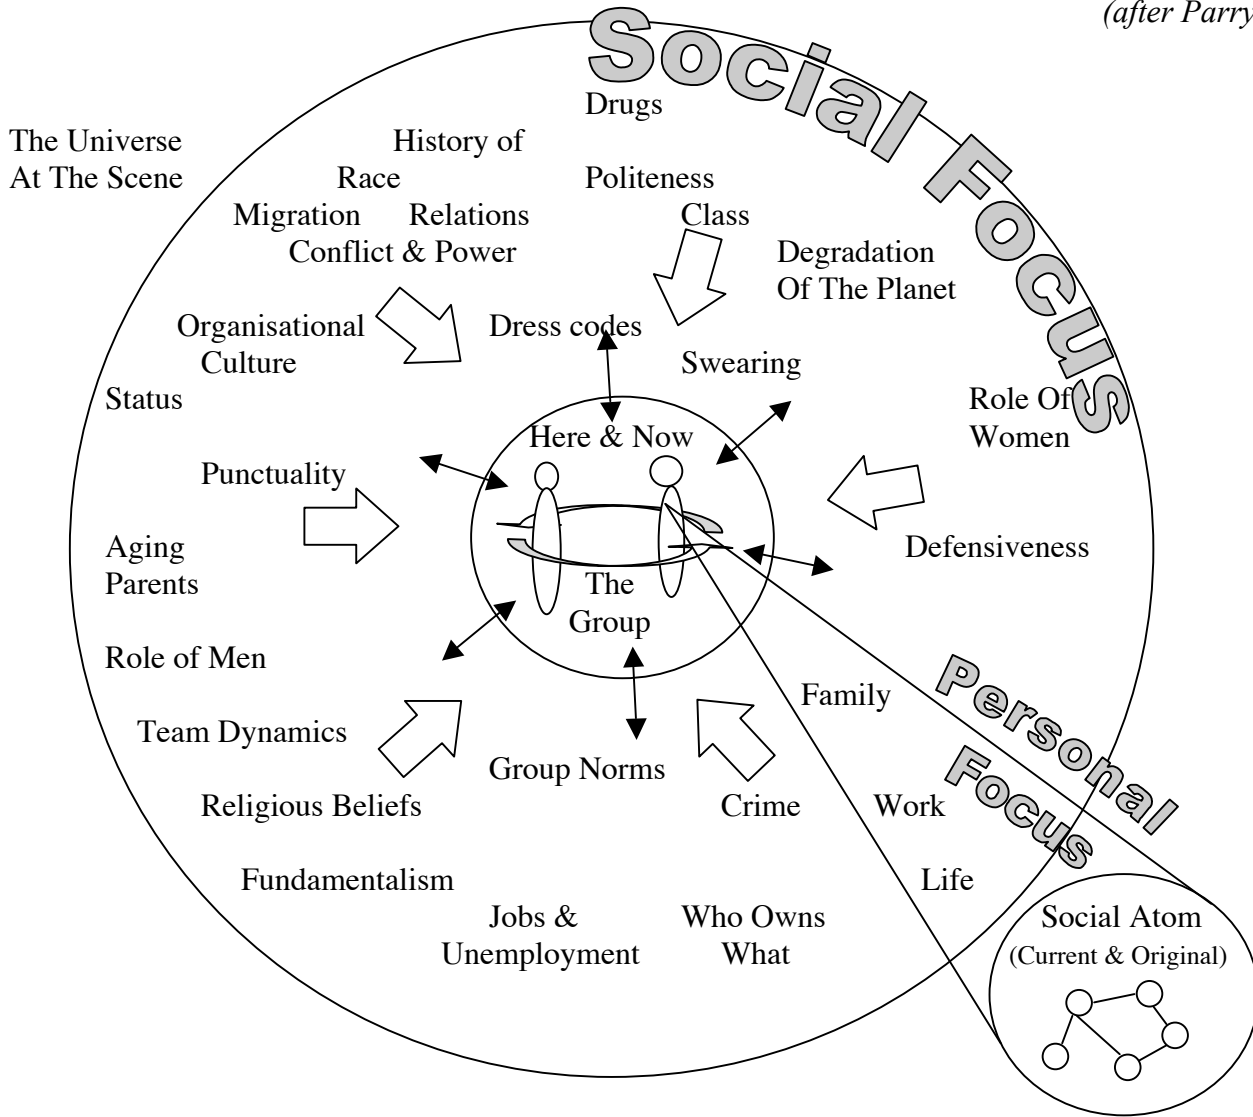 (after Parry
Social Focus
Drugs
The Universe
At The Scene
History of
Race
Relations
Politeness
Class
Migration
Conflict & Power
Degradation
Of The Planet
Organisational
Culture
Dress codes
Swearing
Status
Role Of
Women
Here & Now
Punctuality
Aging
Parents
Defensiveness
The
Group
Role of Men
Family
Personal
Focus
Team Dynamics
Group Norms
Religious Beliefs
Crime
Work
Fundamentalism
Life
Jobs &
Unemployment
Who Owns
What
Social Atom
(Current & Original)